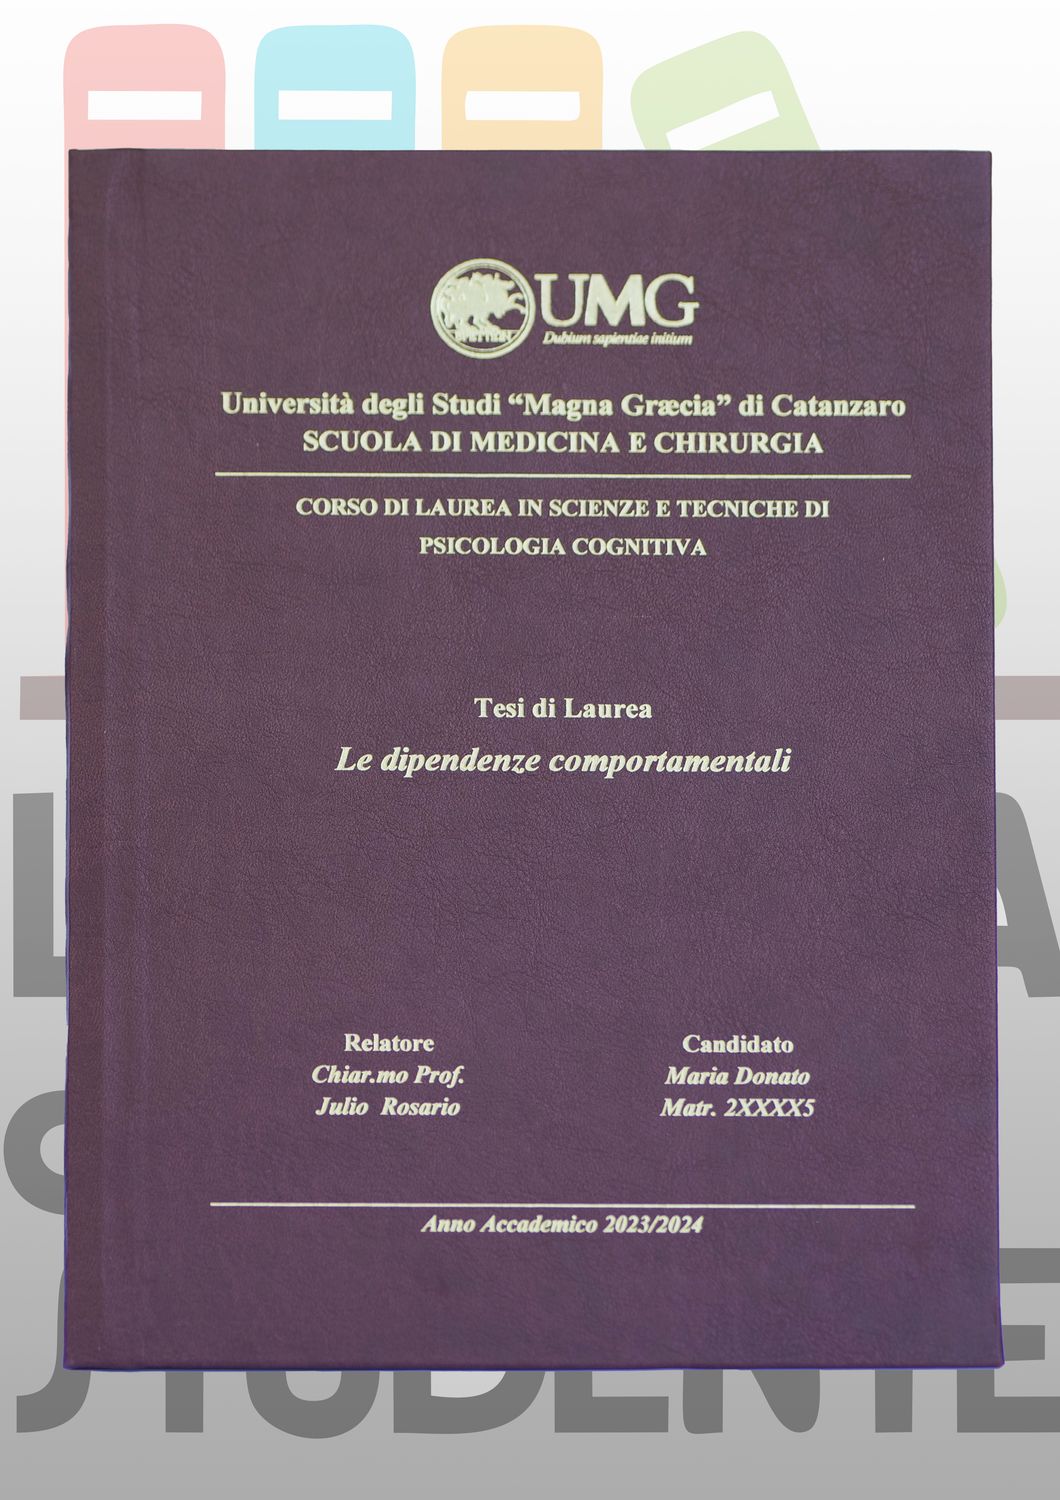 UMG
Dubium sapientiae initium
Università degli Studi “Magna Græcia” di Catanzaro
SCUOLA DI MEDICINA E CHIRURGIA
CORSO DI LAUREA IN SCIENZE E TECNICHE DI
PSICOLOGIA COGNITIVA
Tesi di Laurea
Le dipendenze comportamentali
Relatore
Chiar.mo Prof.
Julio Rosario
Candidato
Maria Donato
Matr. 2XXXX5
Anno Accademico 2023/2024
STUDENTE